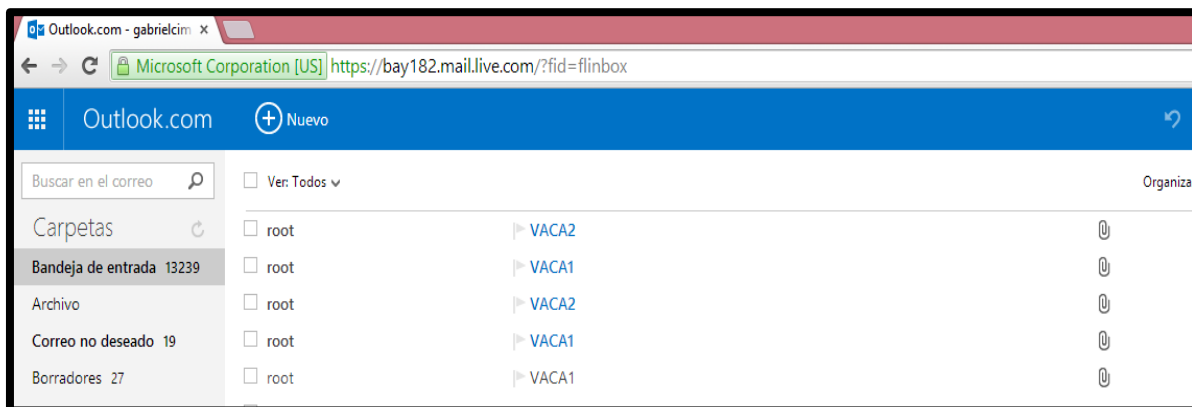 Outlook.com - gabrielcim
Microsoft Corporation [US] https://bay182.mail.live.com/?fid=flinbox
Outlook.com Nuevo
Buscar en el correo Ver: Todos Organiza
Carpetas root VACA2
Bandeja de entrada 13239 root VACA1
Archivo root VACA2
Correo no deseado 19 root VACA1
Borradores 27 root VACA1